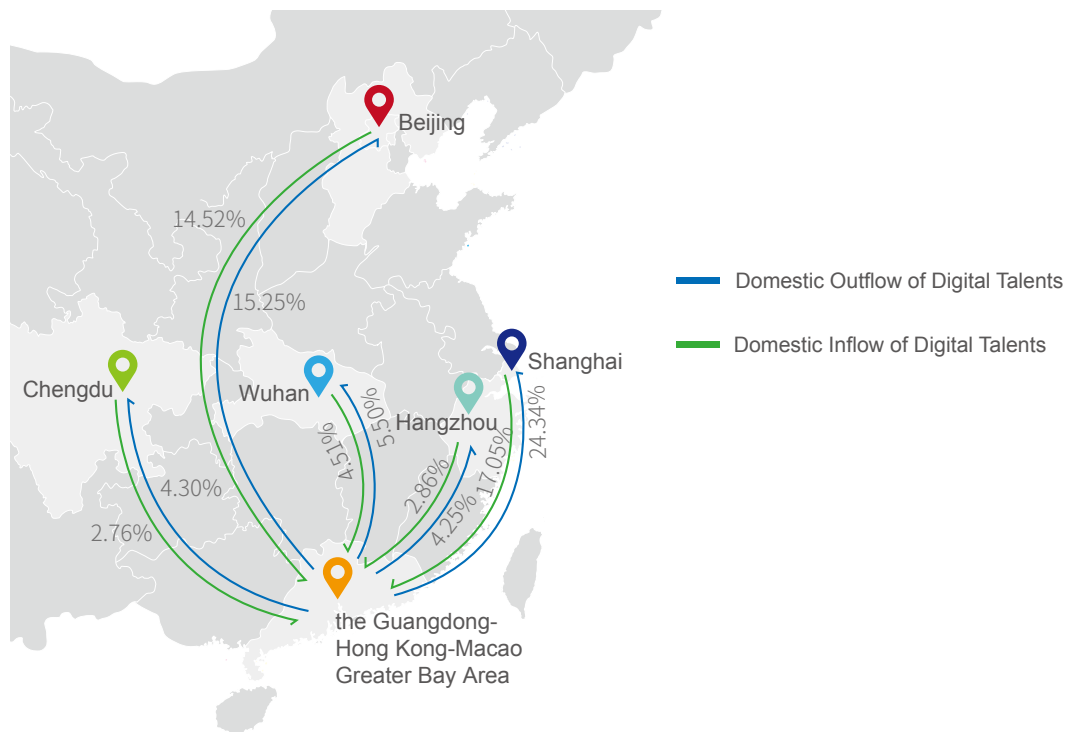 Beijing
14.52%
15.25%
Domestic Outflow of Digital Talents
Domestic Inflow of Digital Talents
Shanghai
Chengdu
Wuhan
Hangzhou
5.50%
4.51%
24.34%
17.05%
2.86%
4.25%
4.30%
2.76%
the Guangdong-
Hong Kong-Macao
Greater Bay Area